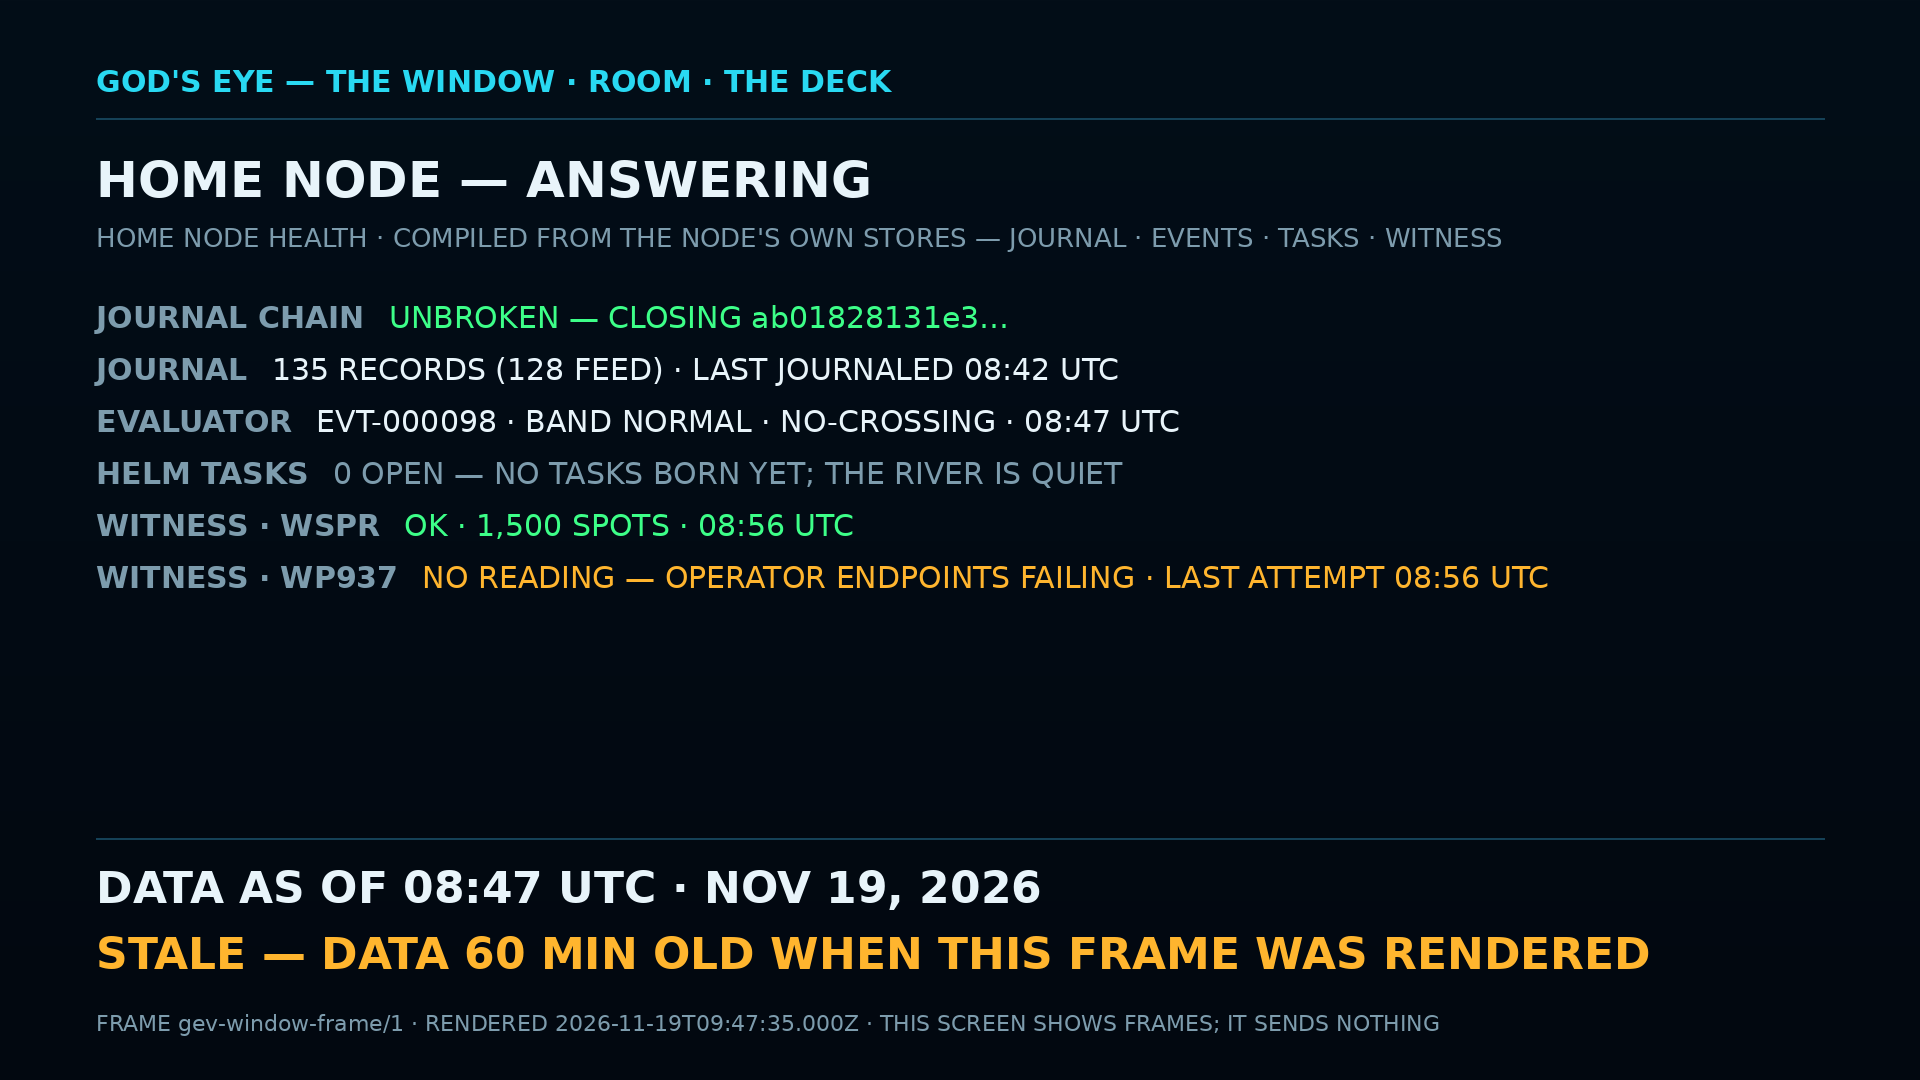 GOD'S EYE — THE WINDOW · ROOM · THE DECK
HOME NODE — ANSWERING
HOME NODE HEALTH · COMPILED FROM THE NODE'S OWN STORES — JOURNAL · EVENTS · TASKS · WITNESS
JOURNAL CHAIN UNBROKEN — CLOSING ab01828131e3…
JOURNAL 135 RECORDS (128 FEED) · LAST JOURNALED 08:42 UTC
EVALUATOR EVT-000098 · BAND NORMAL · NO-CROSSING · 08:47 UTC
HELM TASKS 0 OPEN — NO TASKS BORN YET; THE RIVER IS QUIET
WITNESS · WSPR OK · 1,500 SPOTS · 08:56 UTC
WITNESS · WP937 NO READING — OPERATOR ENDPOINTS FAILING · LAST ATTEMPT 08:56 UTC
DATA AS OF 08:47 UTC · NOV 19, 2026
STALE — DATA 60 MIN OLD WHEN THIS FRAME WAS RENDERED
FRAME gev-window-frame/1 · RENDERED 2026-11-19T09:47:35.000Z · THIS SCREEN SHOWS FRAMES; IT SENDS NOTHING